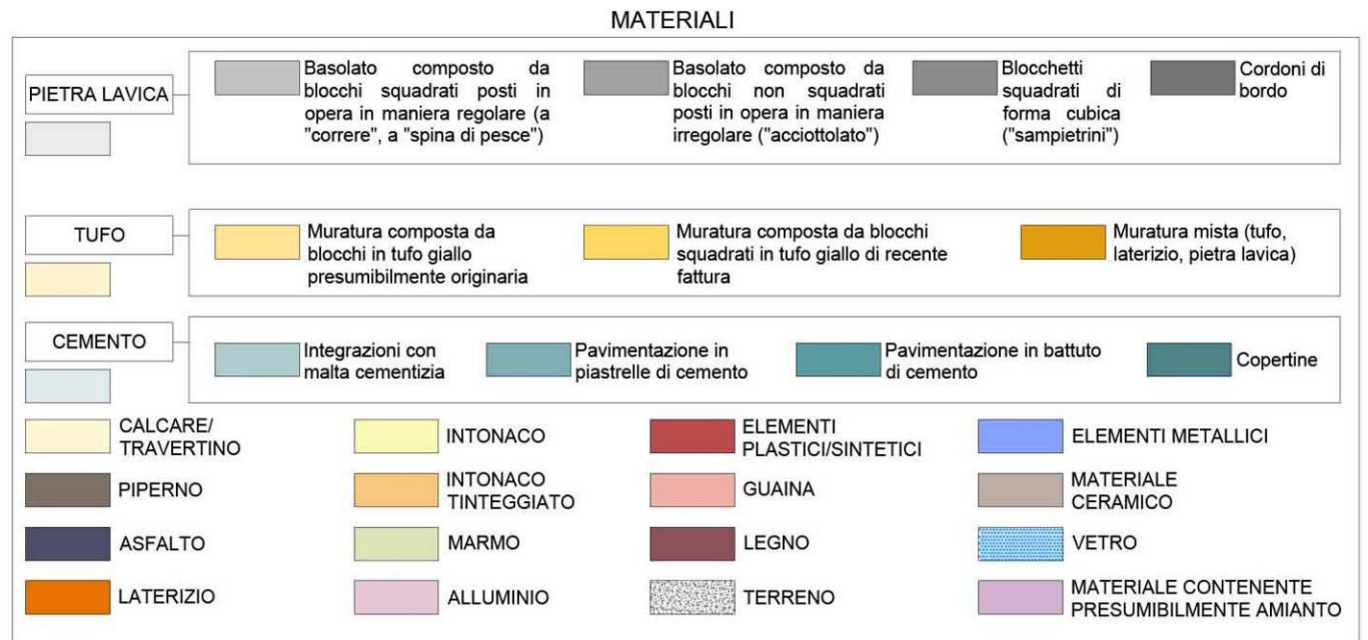 MATERIALI
PIETRA LAVICA
Basolato composto da
blocchi squadrati posti in
opera in maniera regolare (a
"correre", a "spina di pesce")
Basolato composto da
blocchi non squadrati
posti in opera in maniera
irregolare ("acciottolato")
Blocchetti
squadrati di
forma cubica
("sampietrini")
Cordoni di
bordo
TUFO
Muratura composta da
blocchi in tufo giallo
presumibilmente originaria
Muratura composta da blocchi
squadrati in tufo giallo di recente
fattura
Muratura mista (tufo,
laterizio, pietra lavica)
CEMENTO
Integrazioni con
malta cementizia
Pavimentazione in
piastrelle di cemento
Pavimentazione in battuto
di cemento
Copertine
CALCARE/
TRAVERTINO
INTONACO
ELEMENTI
PLASTICI/SINTETICI
ELEMENTI METALLICI
PIPERNO
INTONACO
TINTEGGIATO
GUAINA
MATERIALE
CERAMICO
ASFALTO
MARMO
LEGNO
VETRO
LATERIZIO
ALLUMINIO
TERRENO
MATERIALE CONTENENTE
PRESUMIBILMENTE AMIANTO